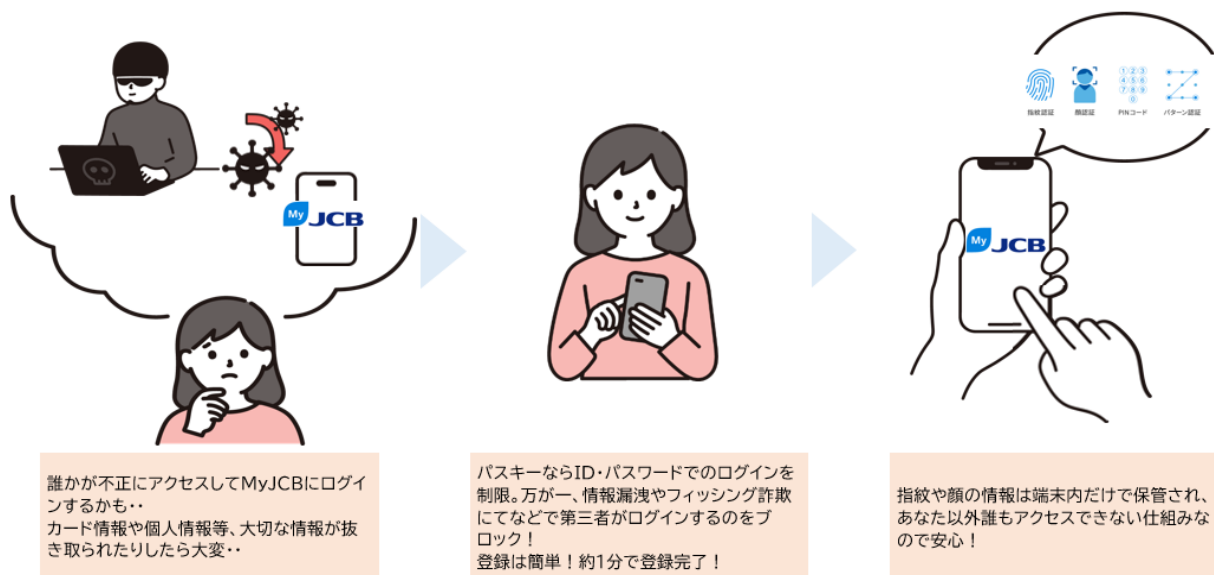 My JCB
誰かが不正にアクセスしてMyJCBにログイ
ンするかも‥
カード情報や個人情報等、大切な情報が抜
き取られたりしたら大変‥
パスキーならID・パスワードでのログインを
制限。万が一、情報漏洩やフィッシング詐欺
にてなどで第三者がログインするのをブ
ロック！
登録は簡単！約1分で登録完了！
1 2 3
4 5 6
7 8 9
0
指紋認証 顔認証 PINコード パターン認証
My JCB
指紋や顔の情報は端末内だけで保管され、
あなた以外誰もアクセスできない仕組みな
ので安心！